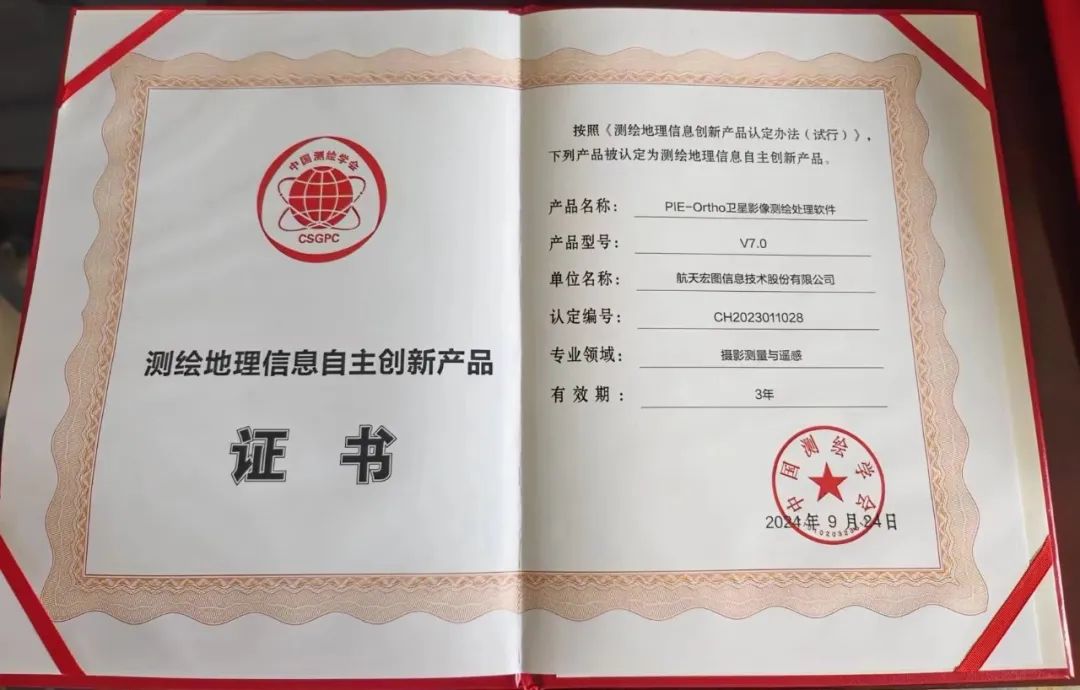 中国测绘学会
CSGPC
测绘地理信息自主创新产品
证 书
按照《测绘地理信息创新产品认定办法（试行）》，
下列产品被认定为测绘地理信息自主创新产品。
产品名称： PIE-Ortho卫星影像测绘处理软件
产品型号： V7.0
单位名称： 航天宏图信息技术股份有限公司
认定编号： CH2023011028
专业领域： 摄影测量与遥感
有 效 期 ： 3年
中国测绘学会
2024年 9 月 24日